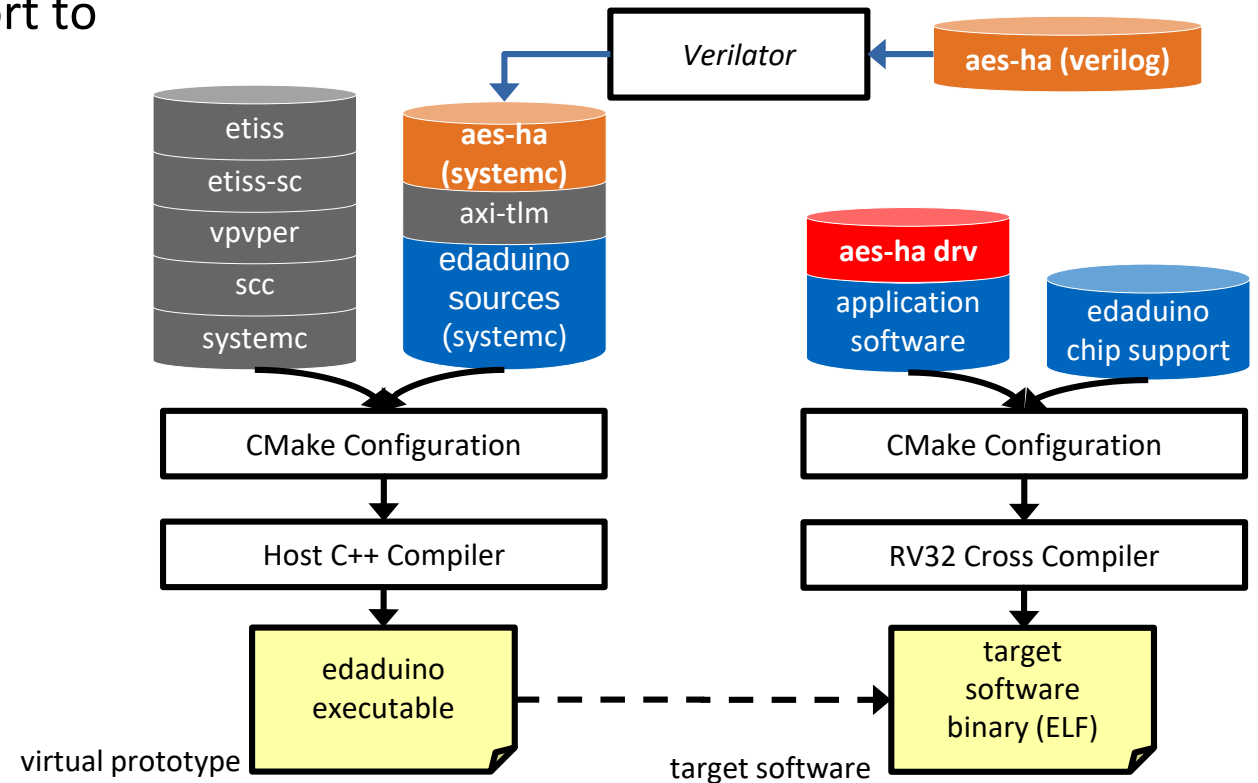 ort to
Verilator
aes-ha (verilog)
etiss
etiss-sc
vpvper
scc
systemc
aes-ha
(systemc)
axi-tlm
edaduino
sources
(systemc)
aes-ha drv
application
software
edaduino
chip support
CMake Configuration
CMake Configuration
Host C++ Compiler
RV32 Cross Compiler
edaduino
executable
target
software
binary (ELF)
virtual prototype
target software